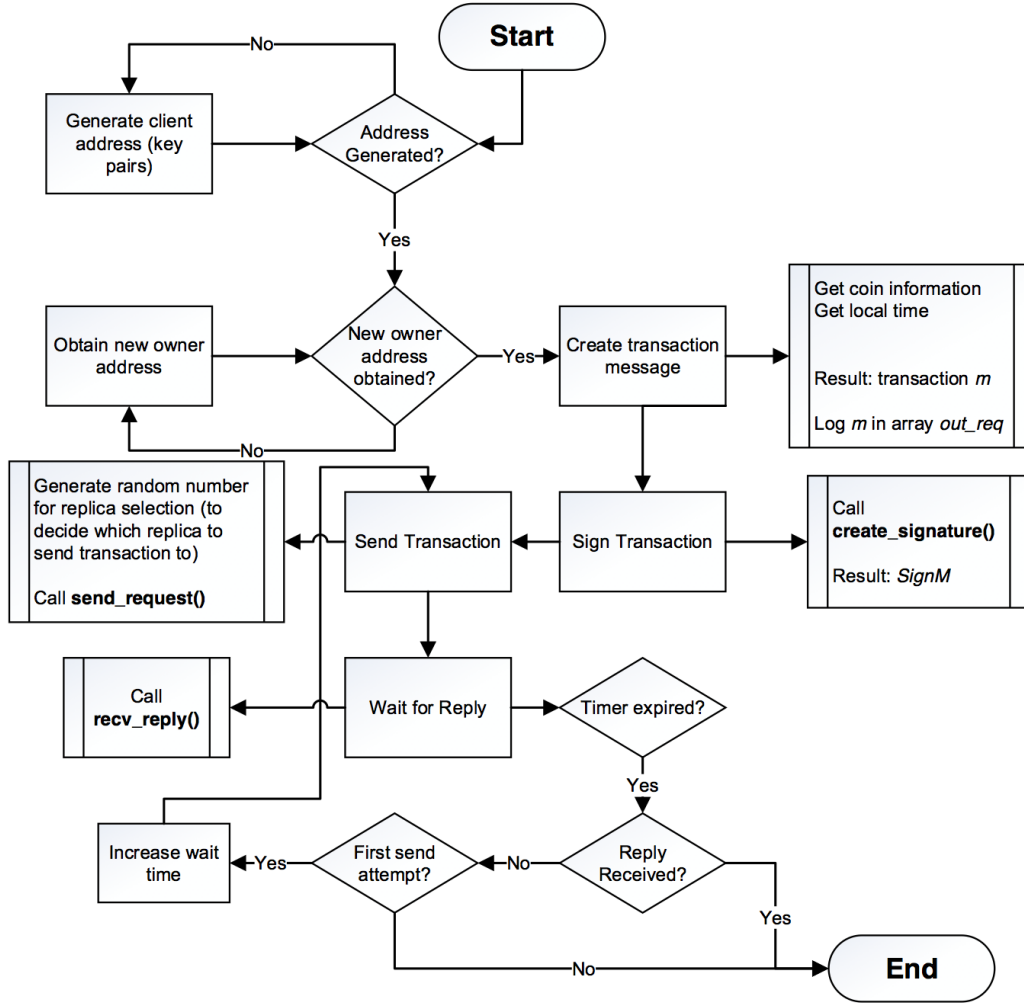 Start
No
Generate client
address (key
pairs)
Address
Generated?
Yes
Obtain new owner
address
New owner
address
obtained?
Yes
Create transaction
message
Get coin information
Get local time
Result: transaction m
Log m in array out_req
No
Generate random number
for replica selection (to
decide which replica to
send transaction to)
Call send_request()
Send Transaction
Sign Transaction
Call
create_signature()
Result: SignM
Call
recv_reply()
Wait for Reply
Timer expired?
Yes
Increase wait
time
Yes
First send
attempt?
No
Reply
Received?
Yes
No
End